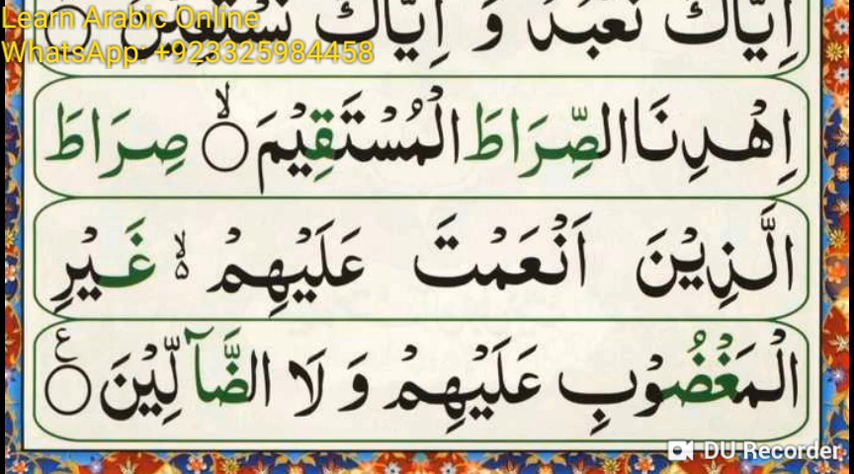 Learn Arabic Online
WhatsApp: +923325984458
اِيَّاكَ نَعْبُدُ وَ اِيَّاكَ نَسْتَعِيْنُ
اِهْدِنَا الصِّرَاطَ الْمُسْتَقِيْمَ ۙ صِرَاطَ
الَّذِيْنَ اَنْعَمْتَ عَلَيْهِمْ ۙ۬ غَيْرِ
الْمَغْضُوْبِ عَلَيْهِمْ وَ لَا الضَّآلِّيْنَ ع
DU Recorder